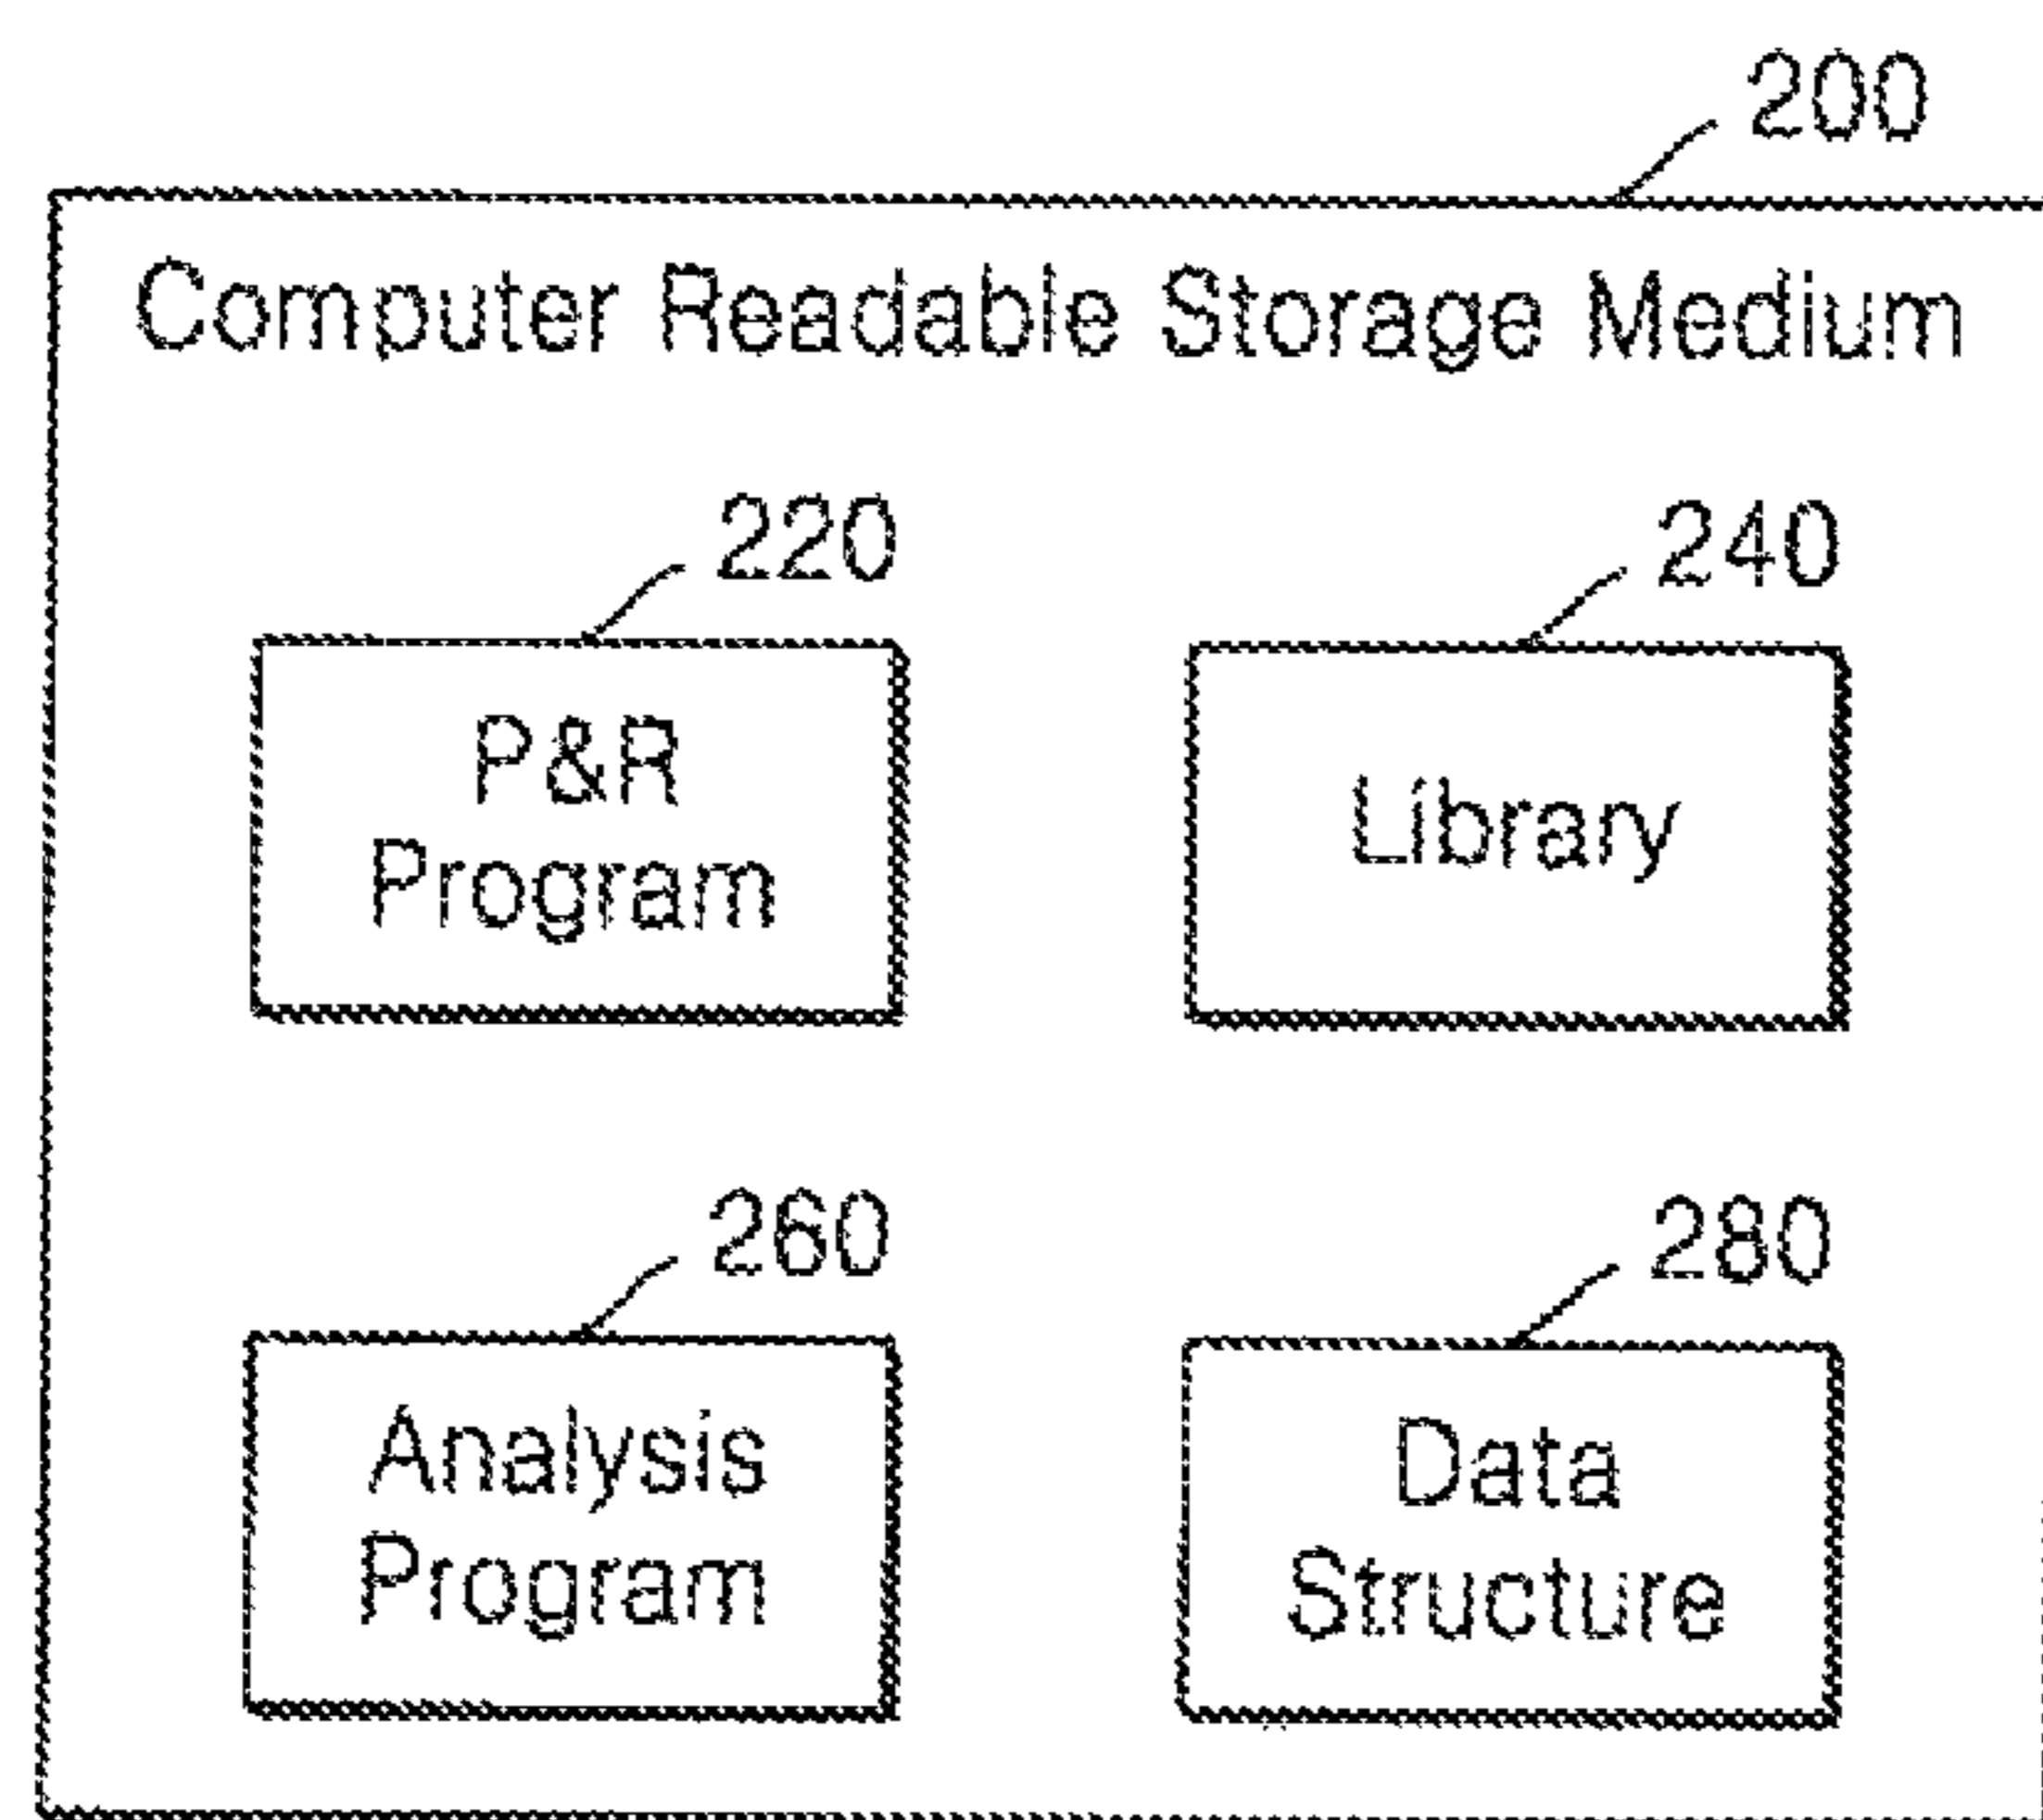 200
Computer Readable Storage Medium
220
240
P&R
Program
Library
260
280
Analysis
Program
Data
Structure